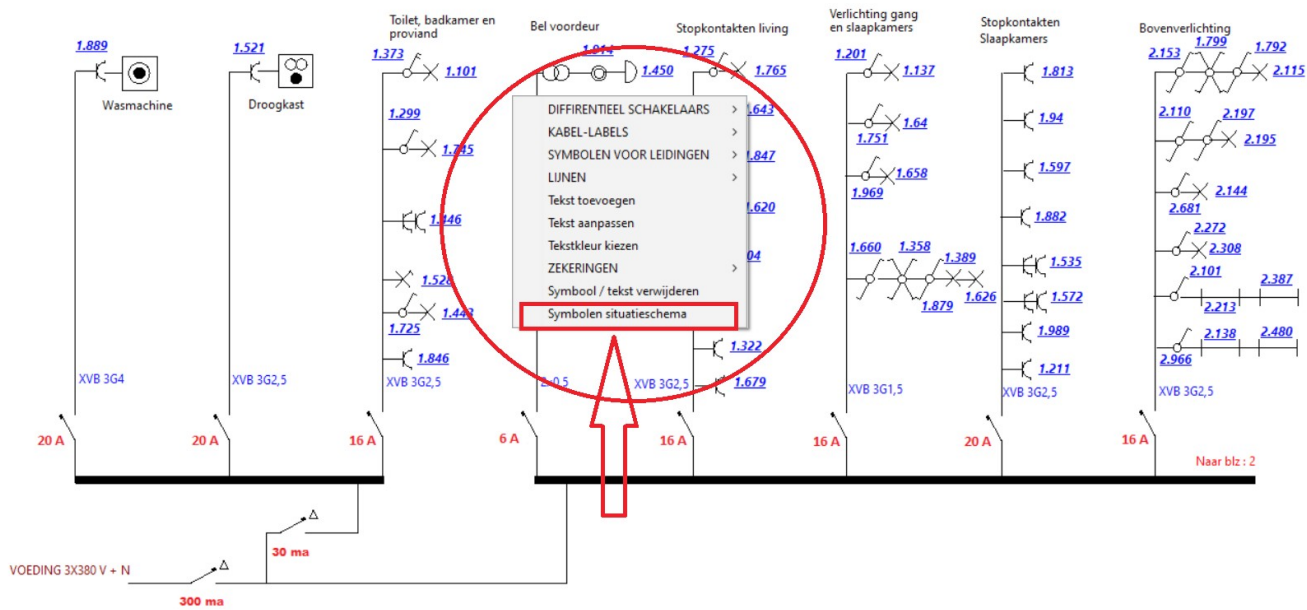 Toilet, badkamer en
proviand
Bel voordeur
Stopkontakten living
Verlichting gang
en slaapkamers
Stopkontakten
Slaapkamers
Bovenverlichting
1.889
Wasmachine
XVB 3G4
20 A
1.521
Droogkast
XVB 3G2,5
20 A
1.373
1.101
1.299
1.745
1.446
1.528
1.443
1.725
1.846
XVB 3G2,5
16 A
1.914
1.450
DIFFIRENTIEEL SCHAKELAARS >
KABEL-LABELS >
SYMBOLEN VOOR LEIDINGEN >
LIJNEN >
Tekst toevoegen
Tekst aanpassen
Tekstkleur kiezen
ZEKERINGEN >
Symbool / tekst verwijderen
Symbolen situatieschema
6 A
1.275
1.765
.643
.847
.620
04
1.322
1.679
XVB 3G2,5
16 A
1.201
1.137
1.64
1.751
1.658
1.969
1.660
1.358
1.389
1.879
1.626
XVB 3G1,5
16 A
1.813
1.94
1.597
1.882
1.535
1.572
1.989
1.211
XVB 3G2,5
20 A
2.153
1.799
1.792
2.115
2.110
2.197
2.195
2.144
2.681
2.272
2.308
2.101
2.387
2.213
2.138
2.480
2.966
XVB 3G2,5
16 A
Naar blz : 2
30 ma
VOEDING 3X380 V + N
300 ma